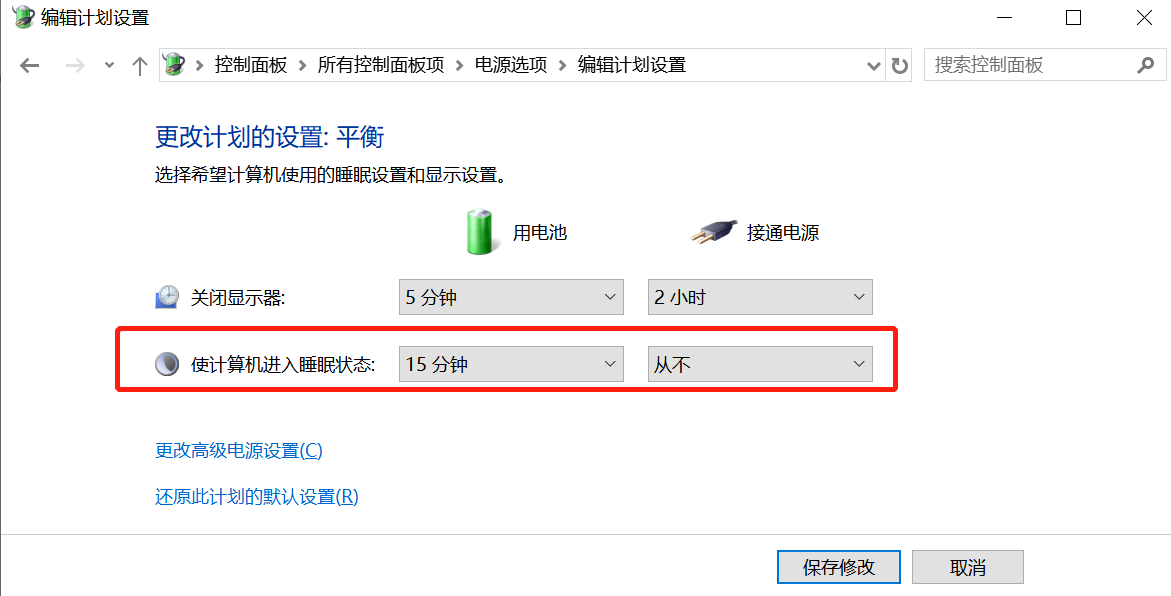 编辑计划设置
控制面板 > 所有控制面板项 > 电源选项 > 编辑计划设置 搜索控制面板
更改计划的设置: 平衡
选择希望计算机使用的睡眠设置和显示设置。
用电池 接通电源
关闭显示器: 5 分钟 2 小时
使计算机进入睡眠状态: 15 分钟 从不
更改高级电源设置(C)
还原此计划的默认设置(R)
保存修改 取消